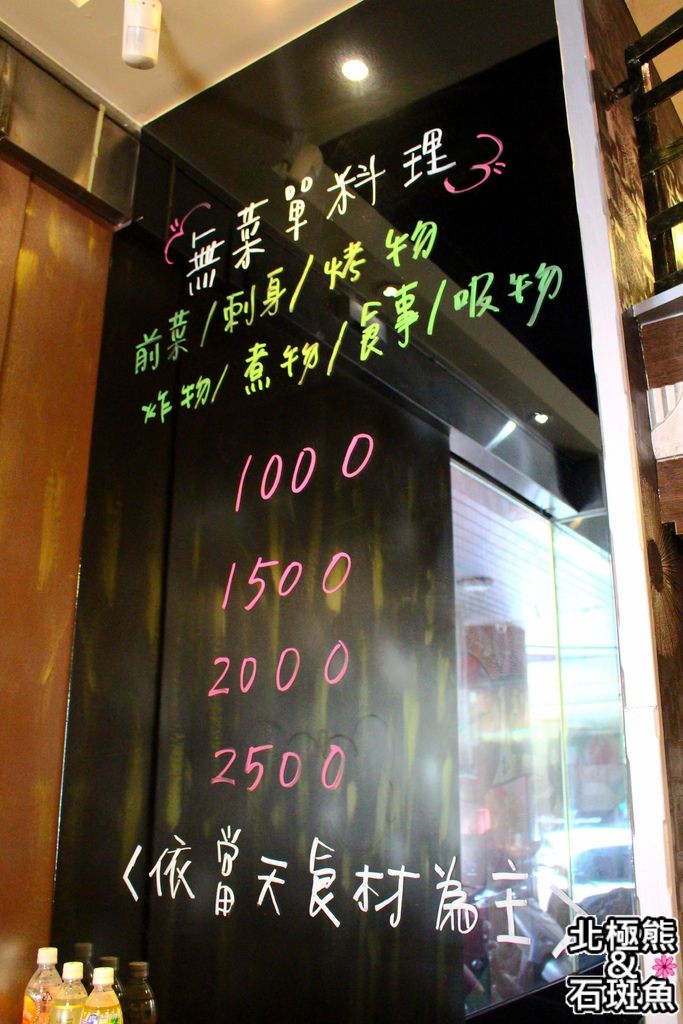 無菜單料理
前菜/刺身/烤物
炸物/煮物/食事/吸物
1000
1500
2000
2500
<依當天食材為主>
北極熊
&
石斑魚